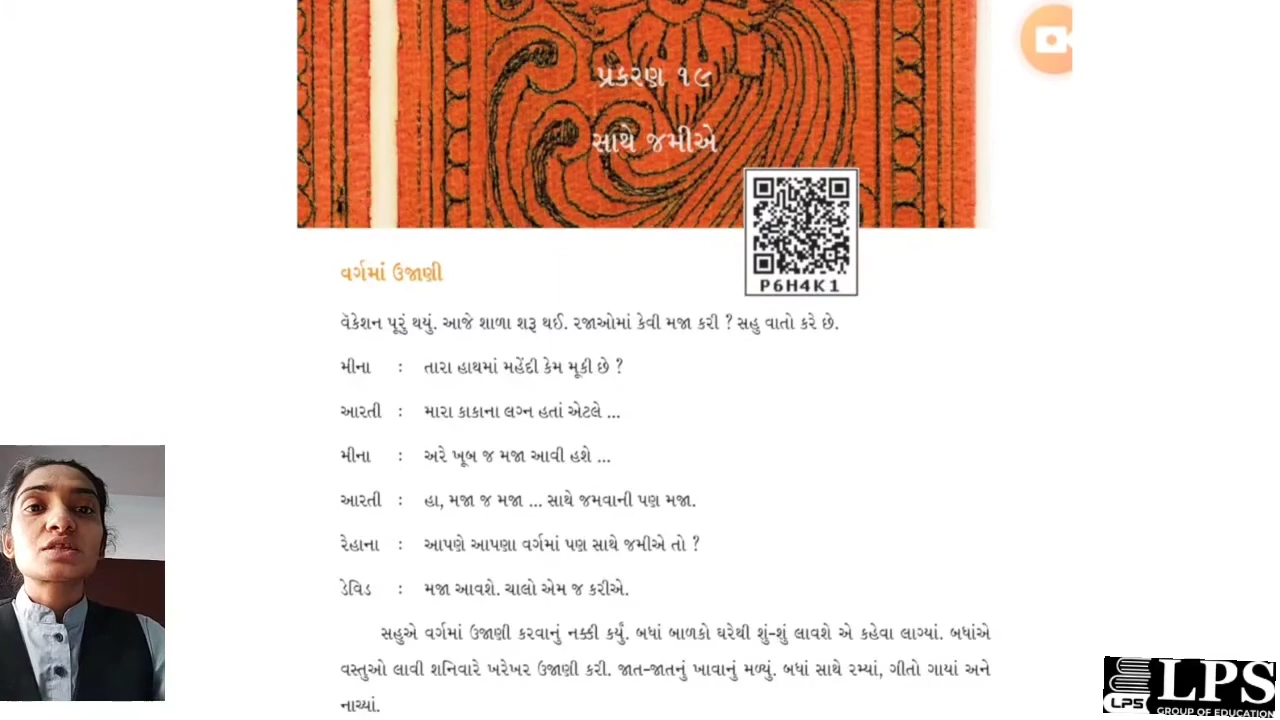 પ્રકરણ ૧૯
સાથે જમીએ
P6H4K1
વર્ગમાં ઉજાણી
વૅકેશન પૂરું થયું. આજે શાળા શરૂ થઈ. રજાઓમાં કેવી મજા કરી ? સહુ વાતો કરે છે.
મીના : તારા હાથમાં મહેંદી કેમ મૂકી છે ?
આરતી : મારા કાકાના લગ્ન હતાં એટલે ...
મીના : અરે ખૂબ જ મજા આવી હશે ...
આરતી : હા, મજા જ મજા ... સાથે જમવાની પણ મજા.
રેહાના : આપણે આપણા વર્ગમાં પણ સાથે જમીએ તો ?
ડેવિડ : મજા આવશે. ચાલો એમ જ કરીએ.
સહુએ વર્ગમાં ઉજાણી કરવાનું નક્કી કર્યું. બધાં બાળકો ઘરેથી શું-શું લાવશે એ કહેવા લાગ્યાં. બધાંએ
વસ્તુઓ લાવી શનિવારે ખરેખર ઉજાણી કરી. જાત-જાતનું ખાવાનું મળ્યું. બધાં સાથે રમ્યાં, ગીતો ગાયાં અને
નાચ્યાં.
LPS
LPS
GROUP OF EDUCATION